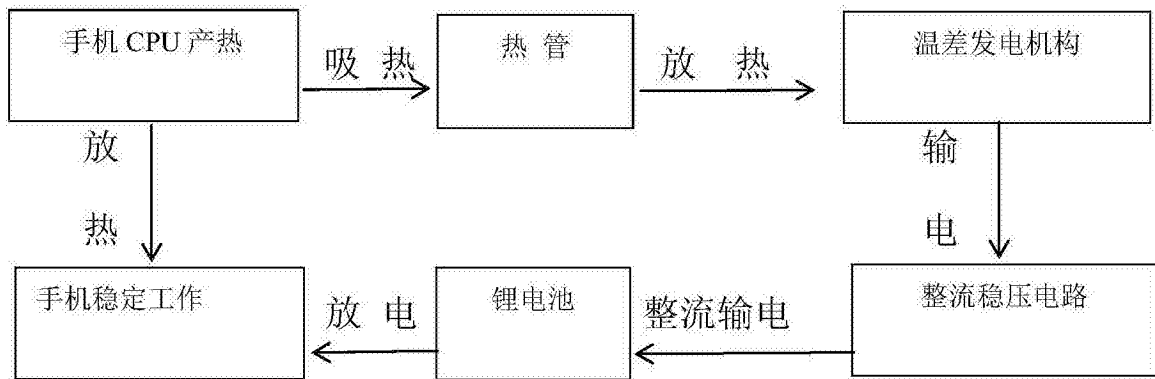 手机 CPU 产热
吸 热
热 管
放 热
温差发电机构
放
热
输
电
手机稳定工作
放 电
锂电池
整流输电
整流稳压电路